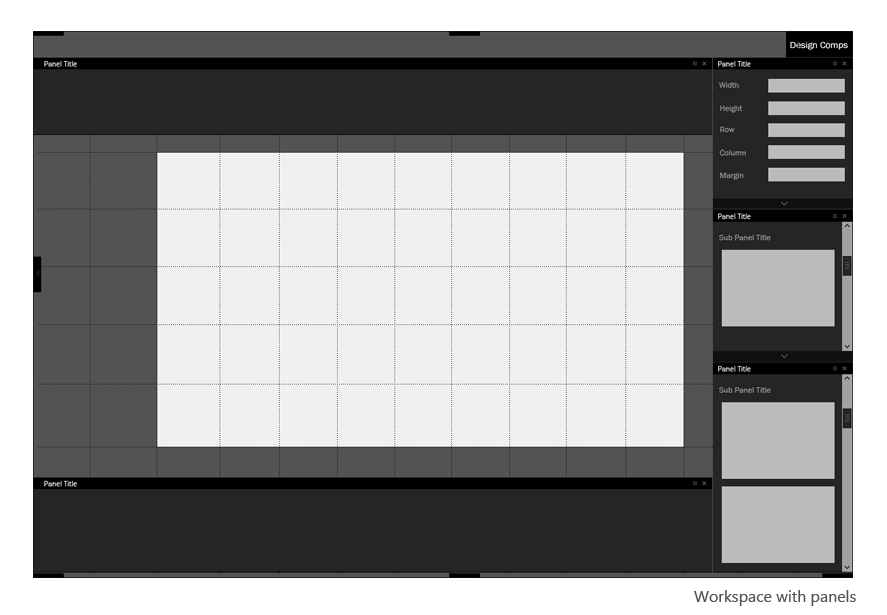 Design Comps
Panel Title
Panel Title
Width
Height
Row
Column
Margin
Panel Title
Sub Panel Title
Panel Title
Sub Panel Title
Panel Title
Workspace with panels